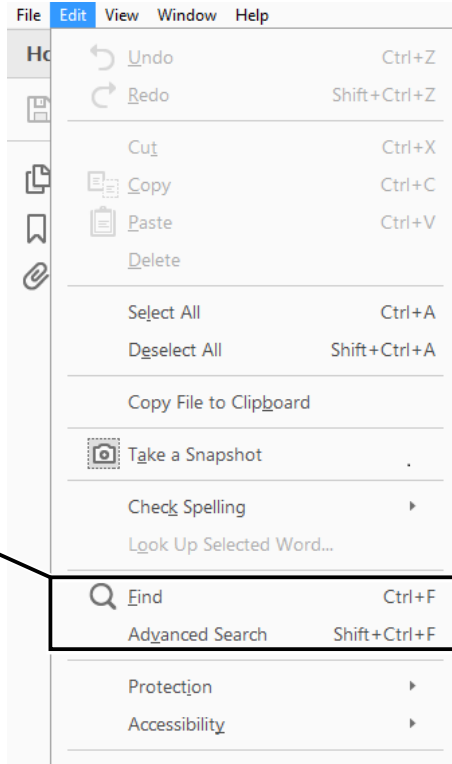 File Edit View Window Help
Ho
Undo Ctrl+Z
Redo Shift+Ctrl+Z
Cut Ctrl+X
Copy Ctrl+C
Paste Ctrl+V
Delete
Select All Ctrl+A
Deselect All Shift+Ctrl+A
Copy File to Clipboard
Take a Snapshot
Check Spelling
Look Up Selected Word...
Find Ctrl+F
Advanced Search Shift+Ctrl+F
Protection
Accessibility